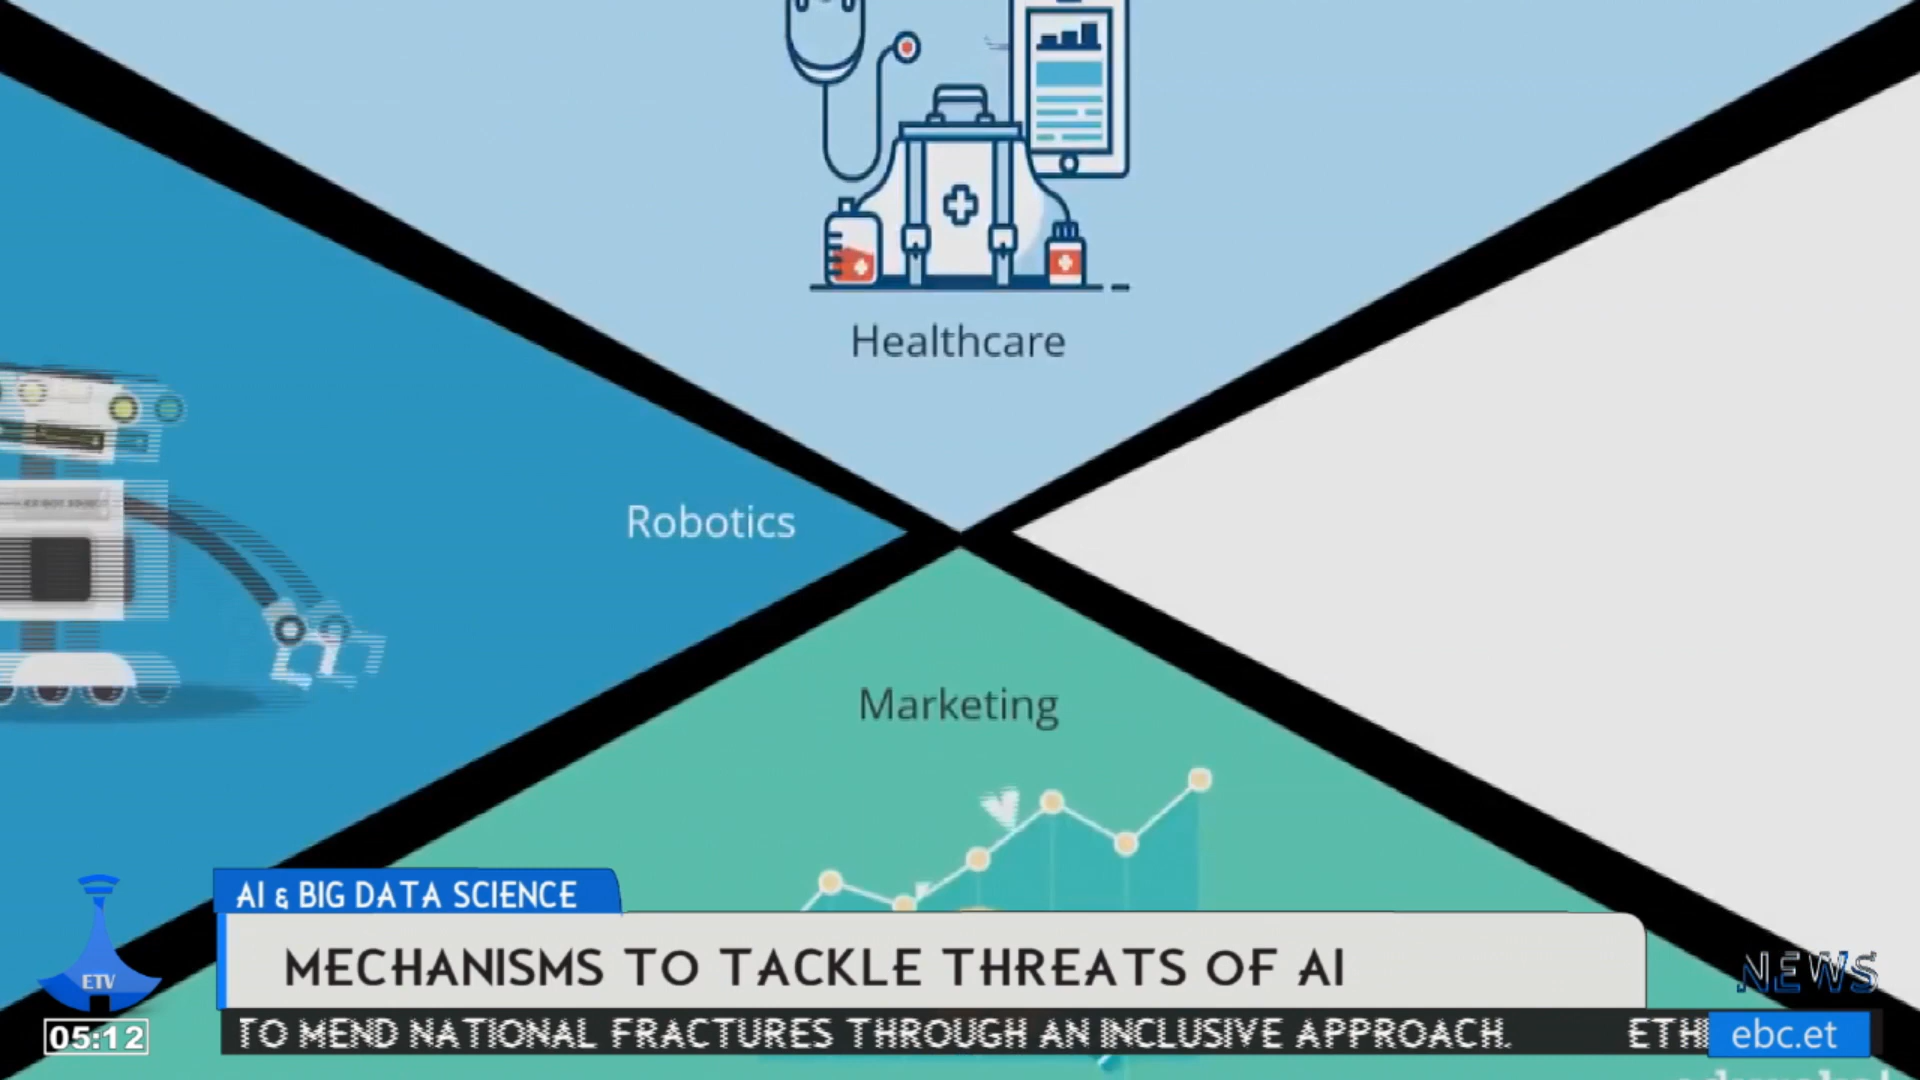 Healthcare
Robotics
Marketing
AI & BIG DATA SCIENCE
MECHANISMS TO TACKLE THREATS OF AI
NEWS
ETV
05:12
TO MEND NATIONAL FRACTURES THROUGH AN INCLUSIVE APPROACH.
ETHI
ebc.et